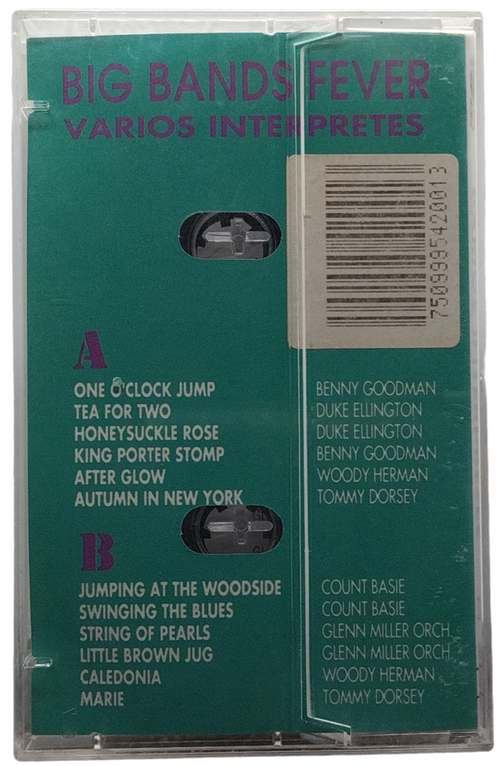 BIG BANDS FEVER
VARIOS INTERPRETES
7509995420013
A
ONE O'CLOCK JUMP BENNY GOODMAN
TEA FOR TWO DUKE ELLINGTON
HONEYSUCKLE ROSE DUKE ELLINGTON
KING PORTER STOMP BENNY GOODMAN
AFTER GLOW WOODY HERMAN
AUTUMN IN NEW YORK TOMMY DORSEY
B
JUMPING AT THE WOODSIDE COUNT BASIE
SWINGING THE BLUES COUNT BASIE
STRING OF PEARLS GLENN MILLER ORCH.
LITTLE BROWN JUG GLENN MILLER ORCH.
CALEDONIA WOODY HERMAN
MARIE TOMMY DORSEY